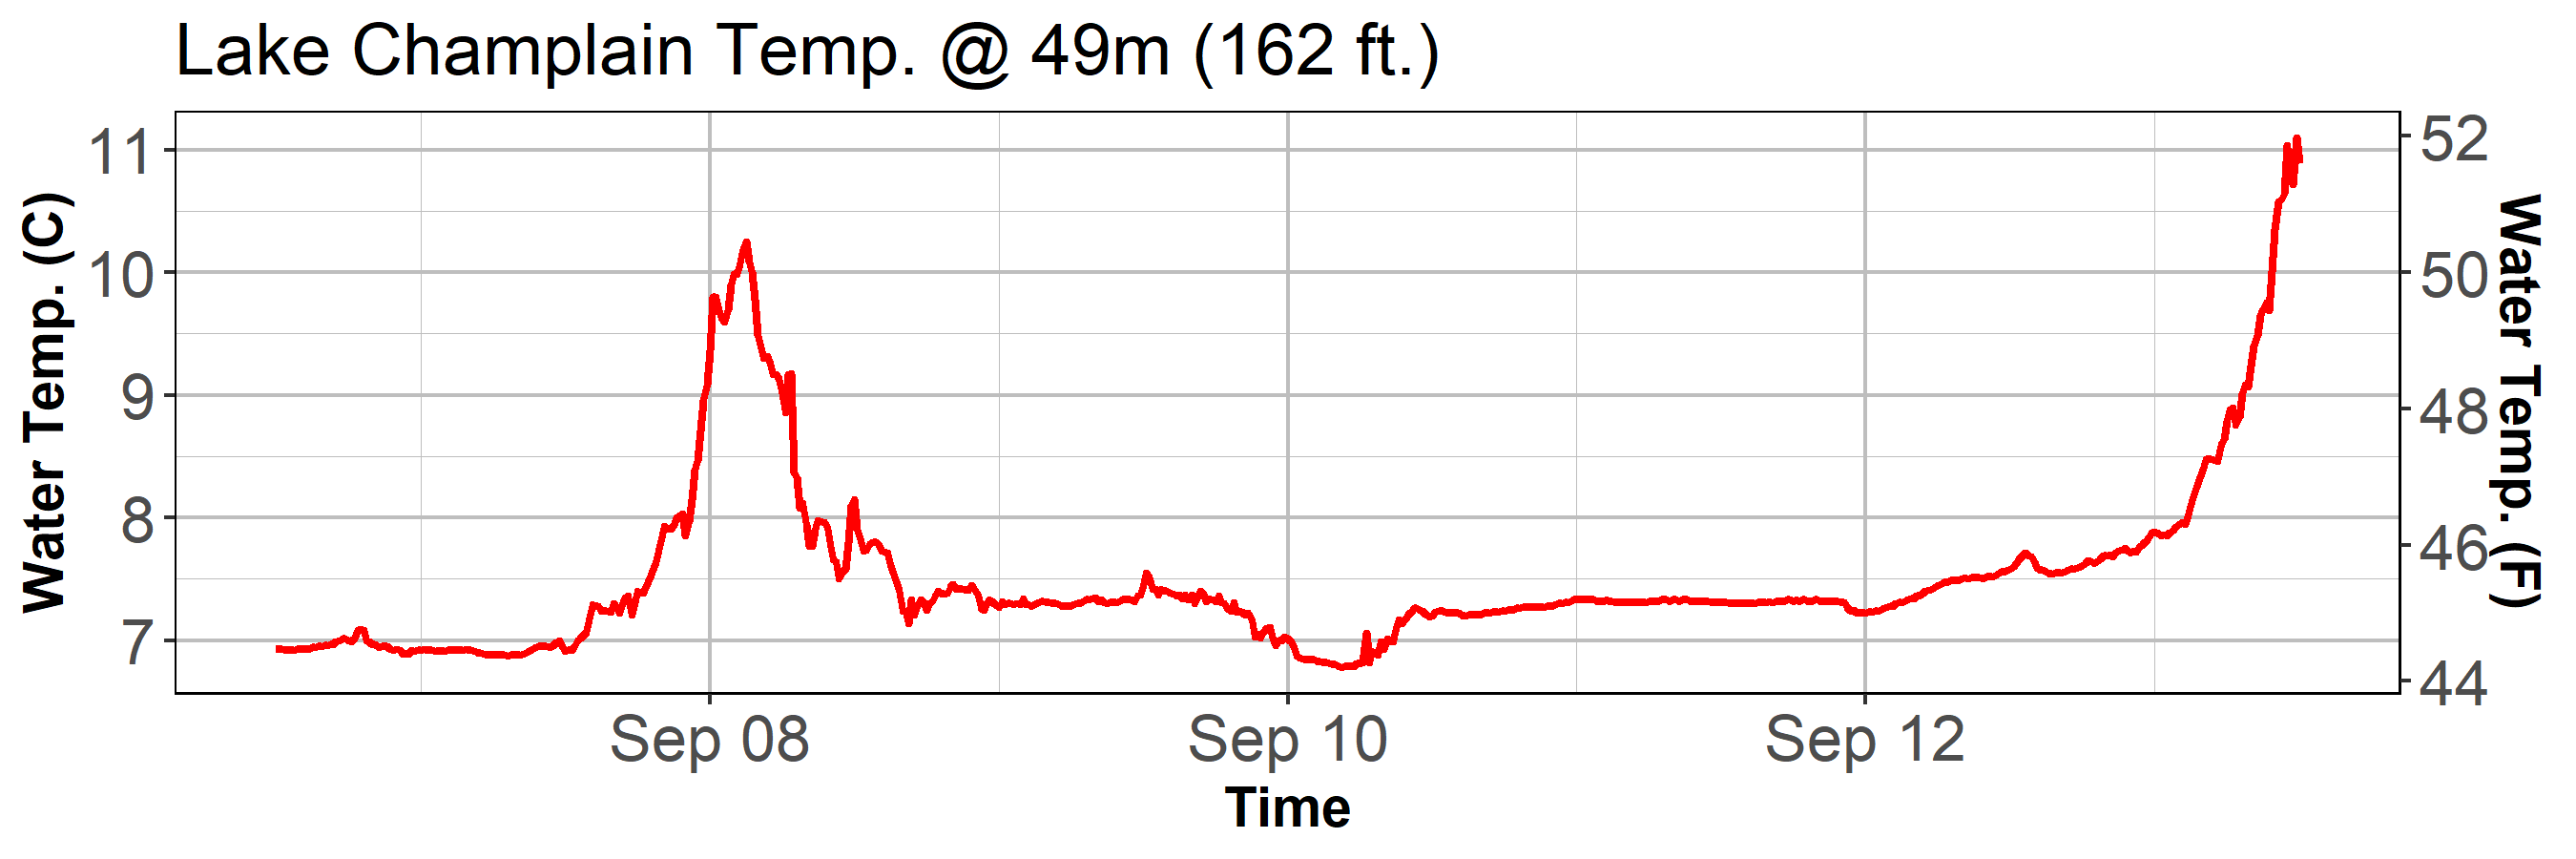 Lake Champlain Temp. @ 49m (162 ft.)
Water Temp. (C)
11
10
9
8
7
52
50
48
46
44
Water Temp. (F)
Sep 08
Sep 10
Sep 12
Time